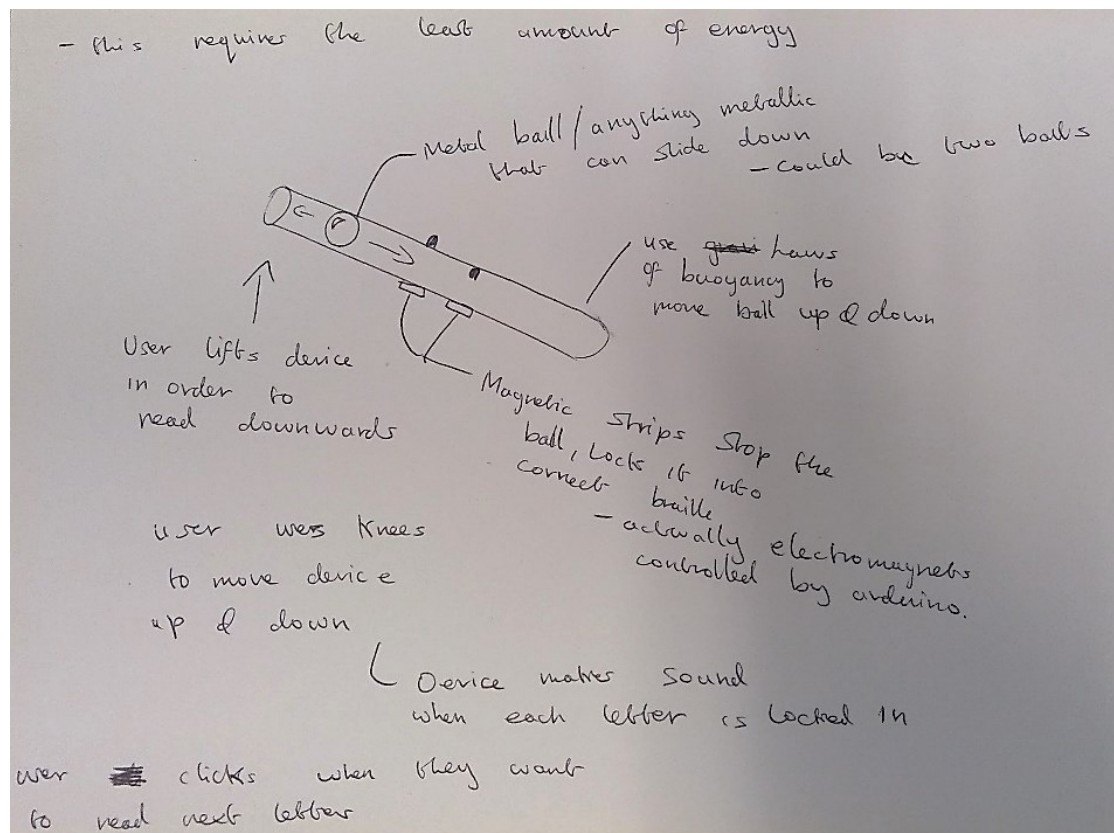 - this requires the least amount of energy
Metal ball/anything metallic
that can slide down
- could be two balls
use laws
of buoyancy to
move ball up & down
User lifts device
in order to
read downwards
Magnetic strips stop the
ball, locks it into
correct braille
- actually electromagnets
controlled by arduino.
user uses knees
to move device
up & down
Device makes sound
when each letter is locked in
user clicks when they want
to read next letter